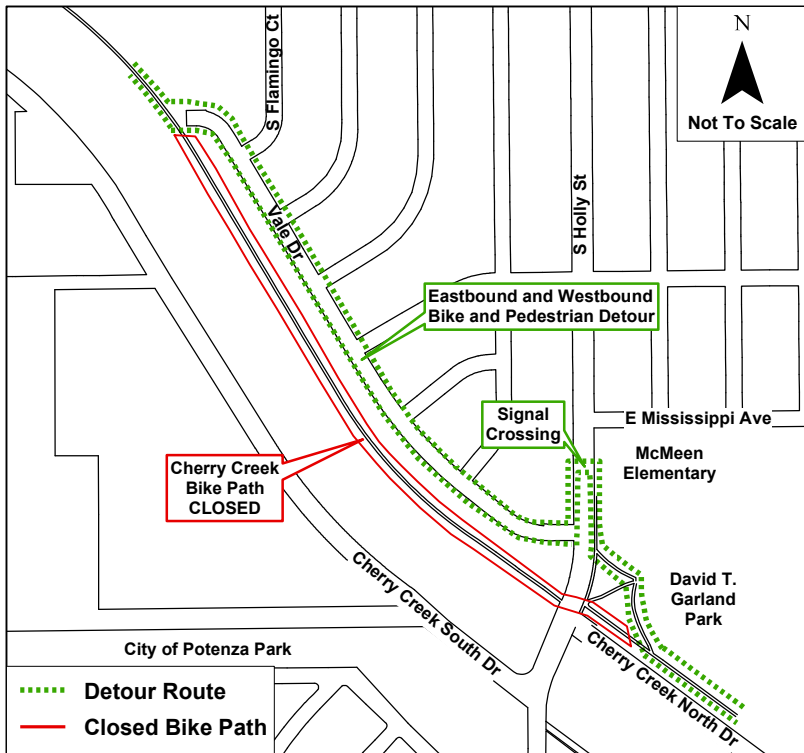 N
Not To Scale
S Flamingo Ct
Vale Dr
S Holly St
Eastbound and Westbound
Bike and Pedestrian Detour
Signal
Crossing
E Mississippi Ave
McMeen
Elementary
Cherry Creek
Bike Path
CLOSED
David T.
Garland
Park
Cherry Creek South Dr
Cherry Creek North Dr
City of Potenza Park
Detour Route
Closed Bike Path